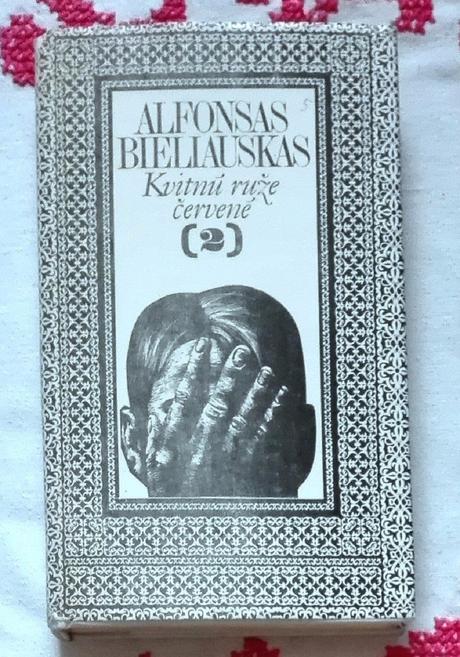 ALFONSAS
BIELIAUSKAS
Kvitnú ruže
červené
(2)